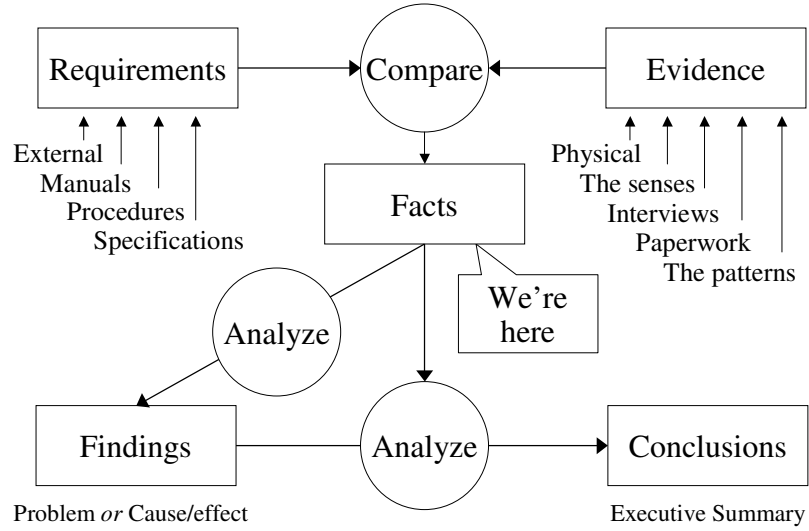 Requirements
Compare
Evidence
External
Manuals
Procedures
Specifications
Physical
The senses
Interviews
Paperwork
The patterns
Facts
We’re
here
Analyze
Findings
Analyze
Conclusions
Problem or Cause/effect
Executive Summary